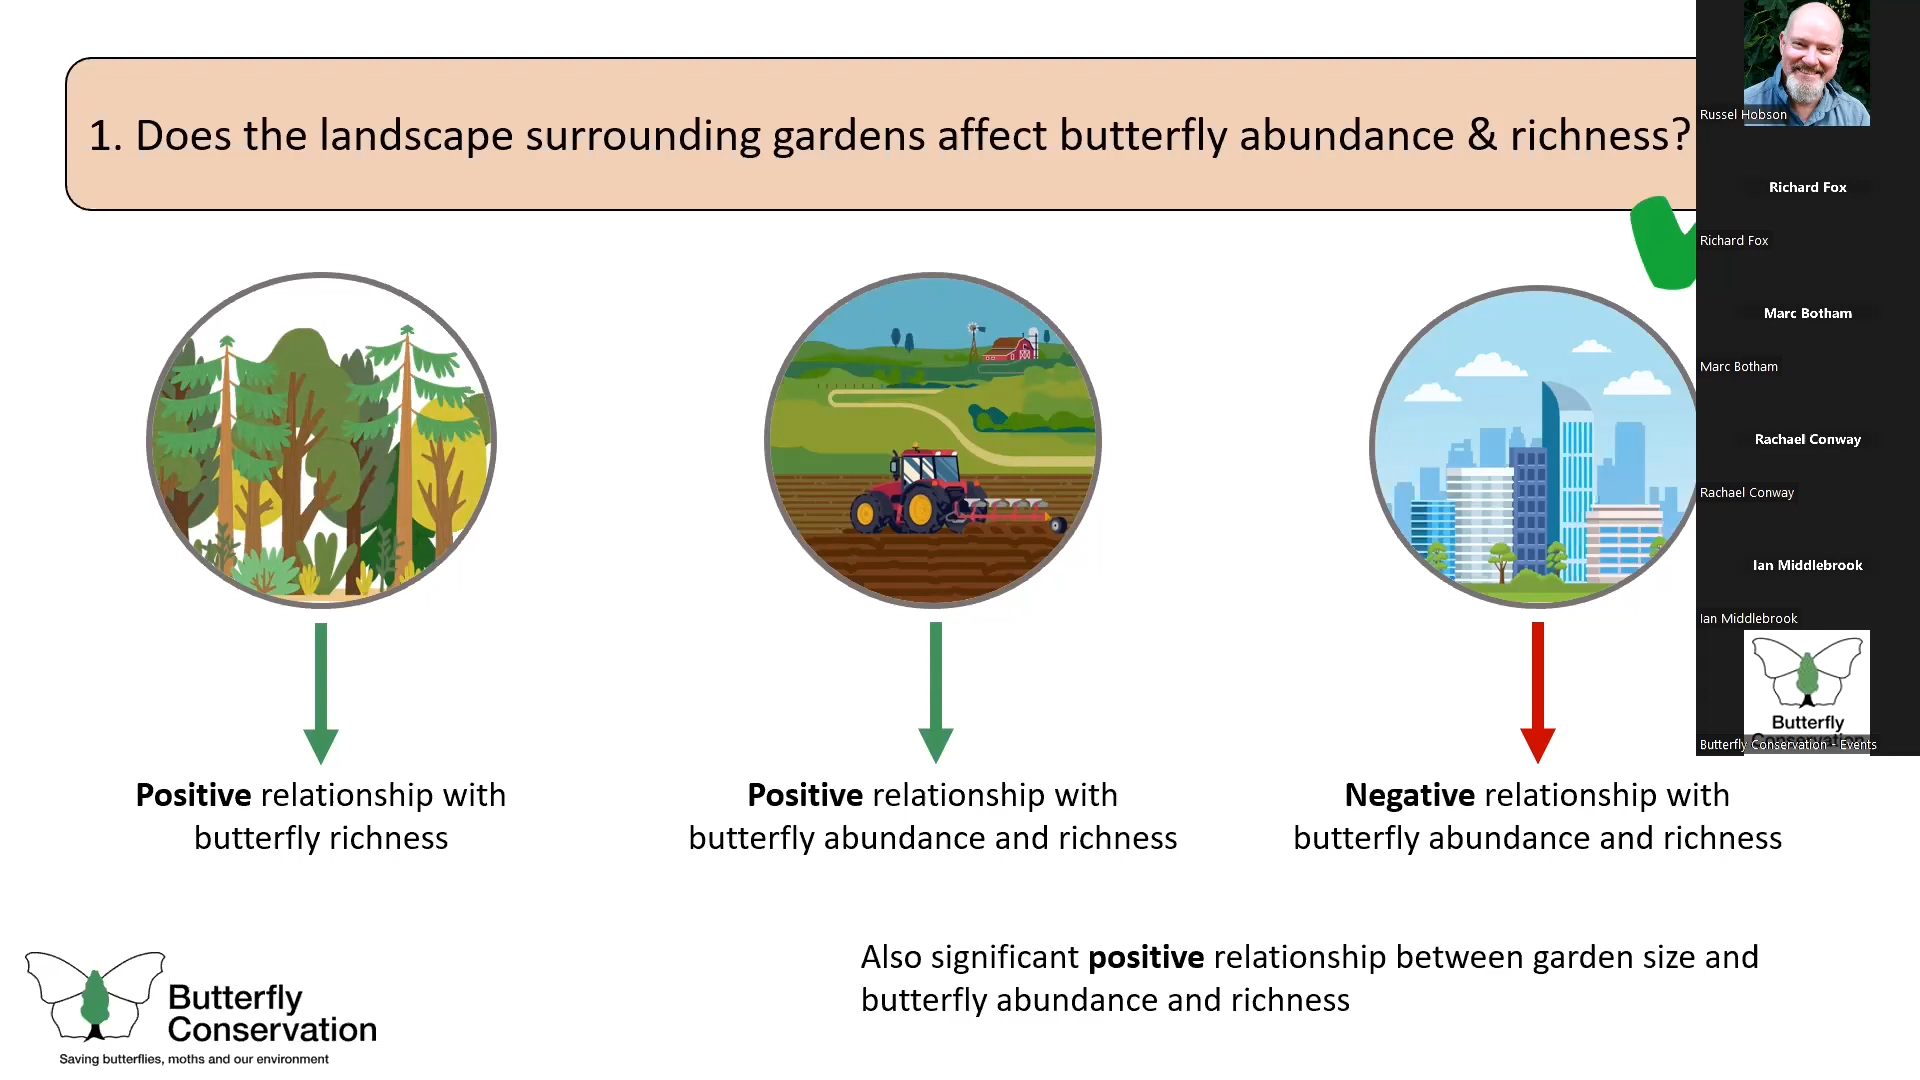 1. Does the landscape surrounding gardens affect butterfly abundance & richness?
Positive relationship with
butterfly richness
Positive relationship with
butterfly abundance and richness
Negative relationship with
butterfly abundance and richness
Also significant positive relationship between garden size and
butterfly abundance and richness
Butterfly
Conservation
Saving butterflies, moths and our environment
Russel Hobson
Richard Fox
Richard Fox
Marc Botham
Marc Botham
Rachael Conway
Rachael Conway
Ian Middlebrook
Ian Middlebrook
Butterfly
Conservation
Butterfly Conservation - Events